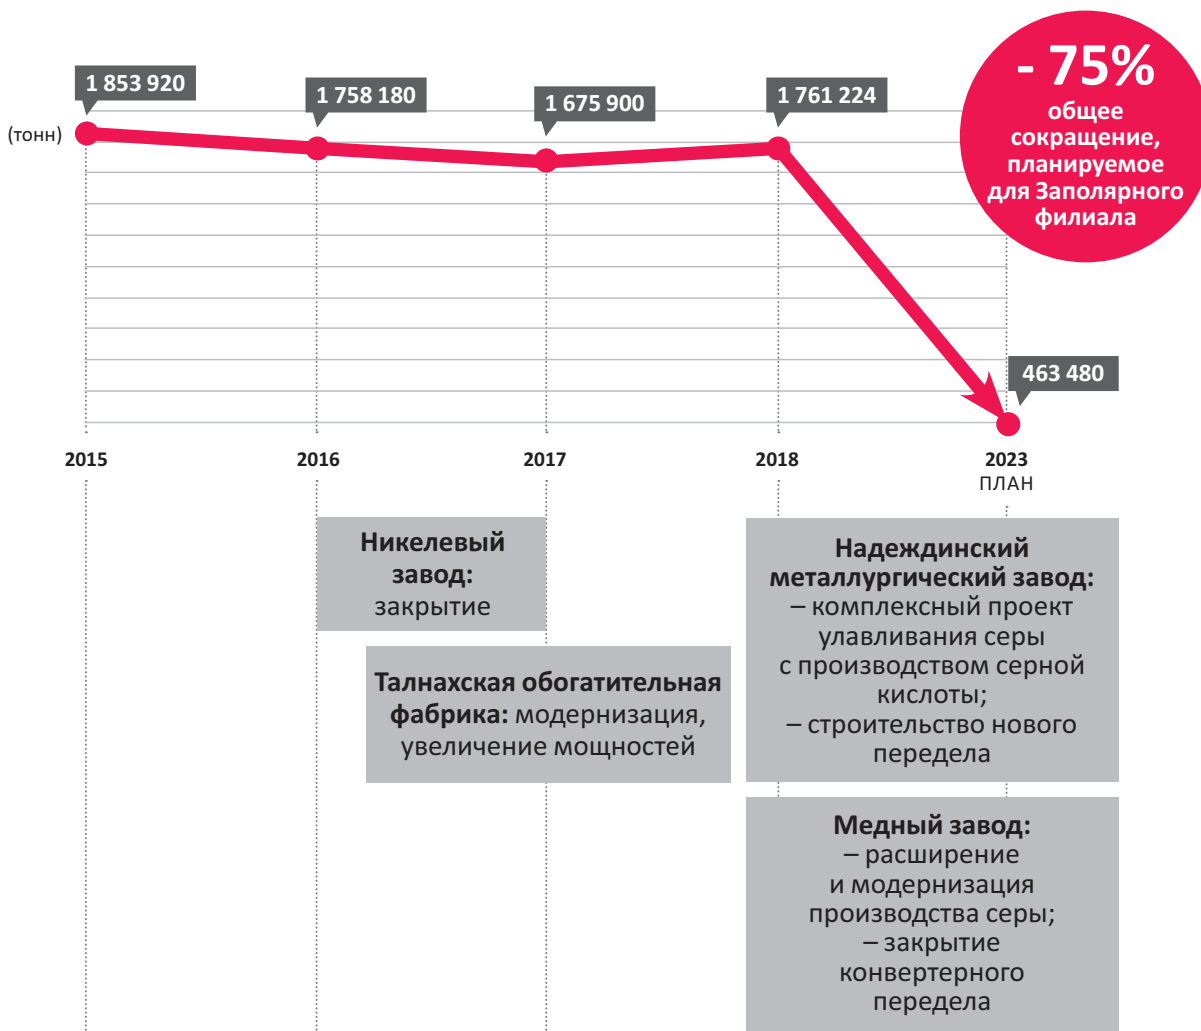 - 75%
общее
сокращение,
планируемое
для Заполярного
филиала
(тонн)
1 853 920
1 758 180
1 675 900
1 761 224
463 480
2015
2016
2017
2018
2023
ПЛАН
Никелевый
завод:
закрытие
Талнахская обогатительная
фабрика: модернизация,
увеличение мощностей
Надеждинский
металлургический завод:
– комплексный проект
улавливания серы
с производством серной
кислоты;
– строительство нового
передела
Медный завод:
– расширение
и модернизация
производства серы;
– закрытие
конвертерного
передела